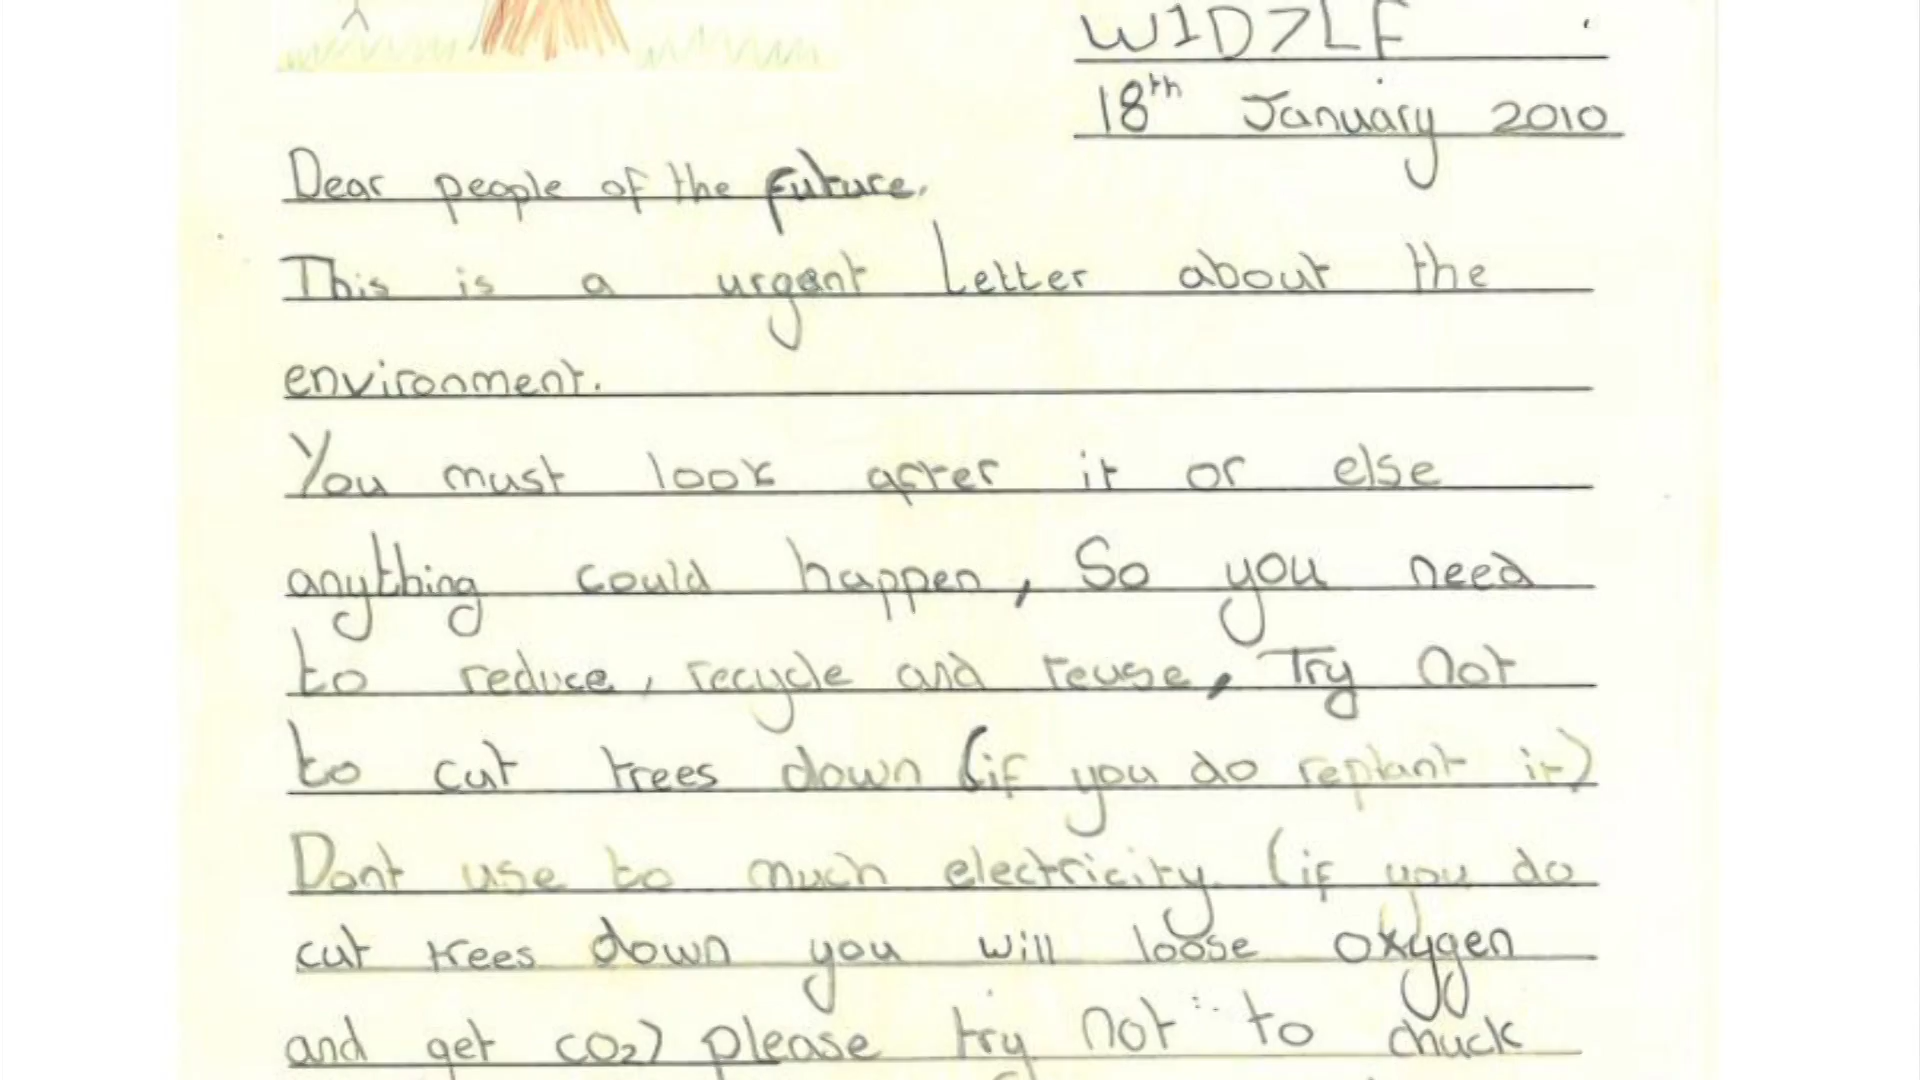 W1D7LF
18th January 2010
Dear people of the future,
This is a urgent Letter about the
environment.
You must look after it or else
anything could happen, So you need
to reduce, recycle and reuse, Try not
to cut trees down (if you do replant it)
Dont use to much electricity. (if you do
cut trees down you will loose oxygen
and get co2) please try not to chuck